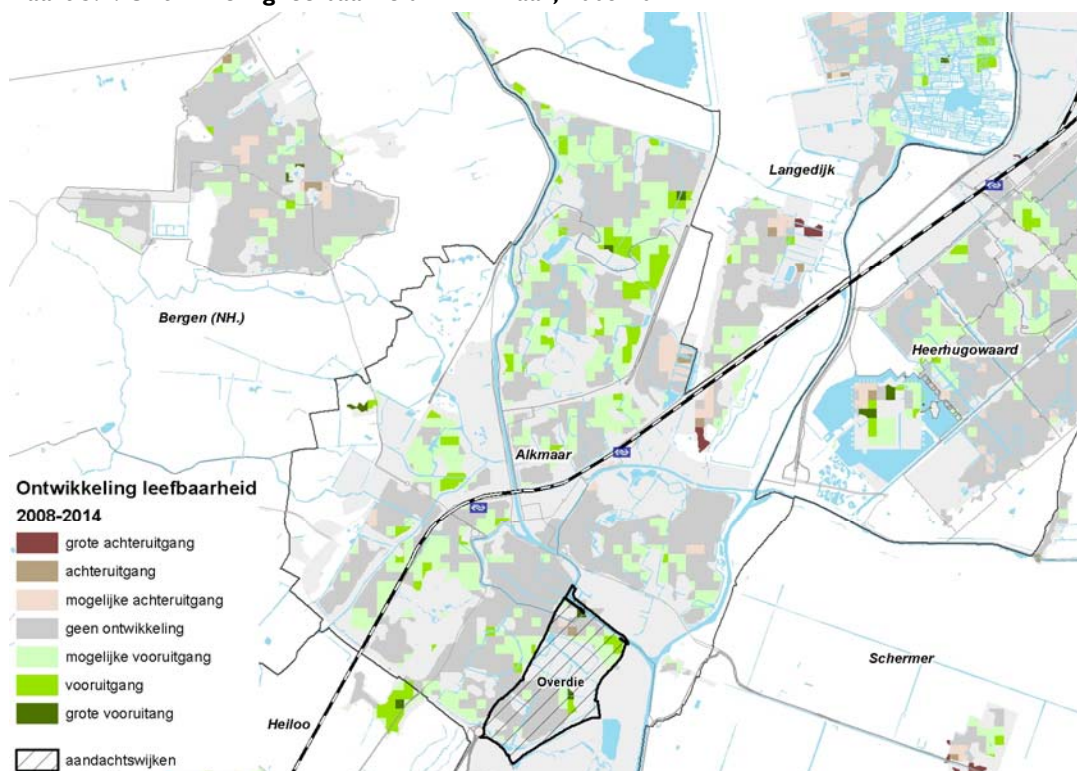 Langedijk
Bergen (NH.)
Heerhugowaard
Alkmaar
Ontwikkeling leefbaarheid
2008-2014
grote achteruitgang
achteruitgang
mogelijke achteruitgang
geen ontwikkeling
mogelijke vooruitgang
vooruitgang
grote vooruitang
aandachtswijken
Schermer
Overdie
Heiloo